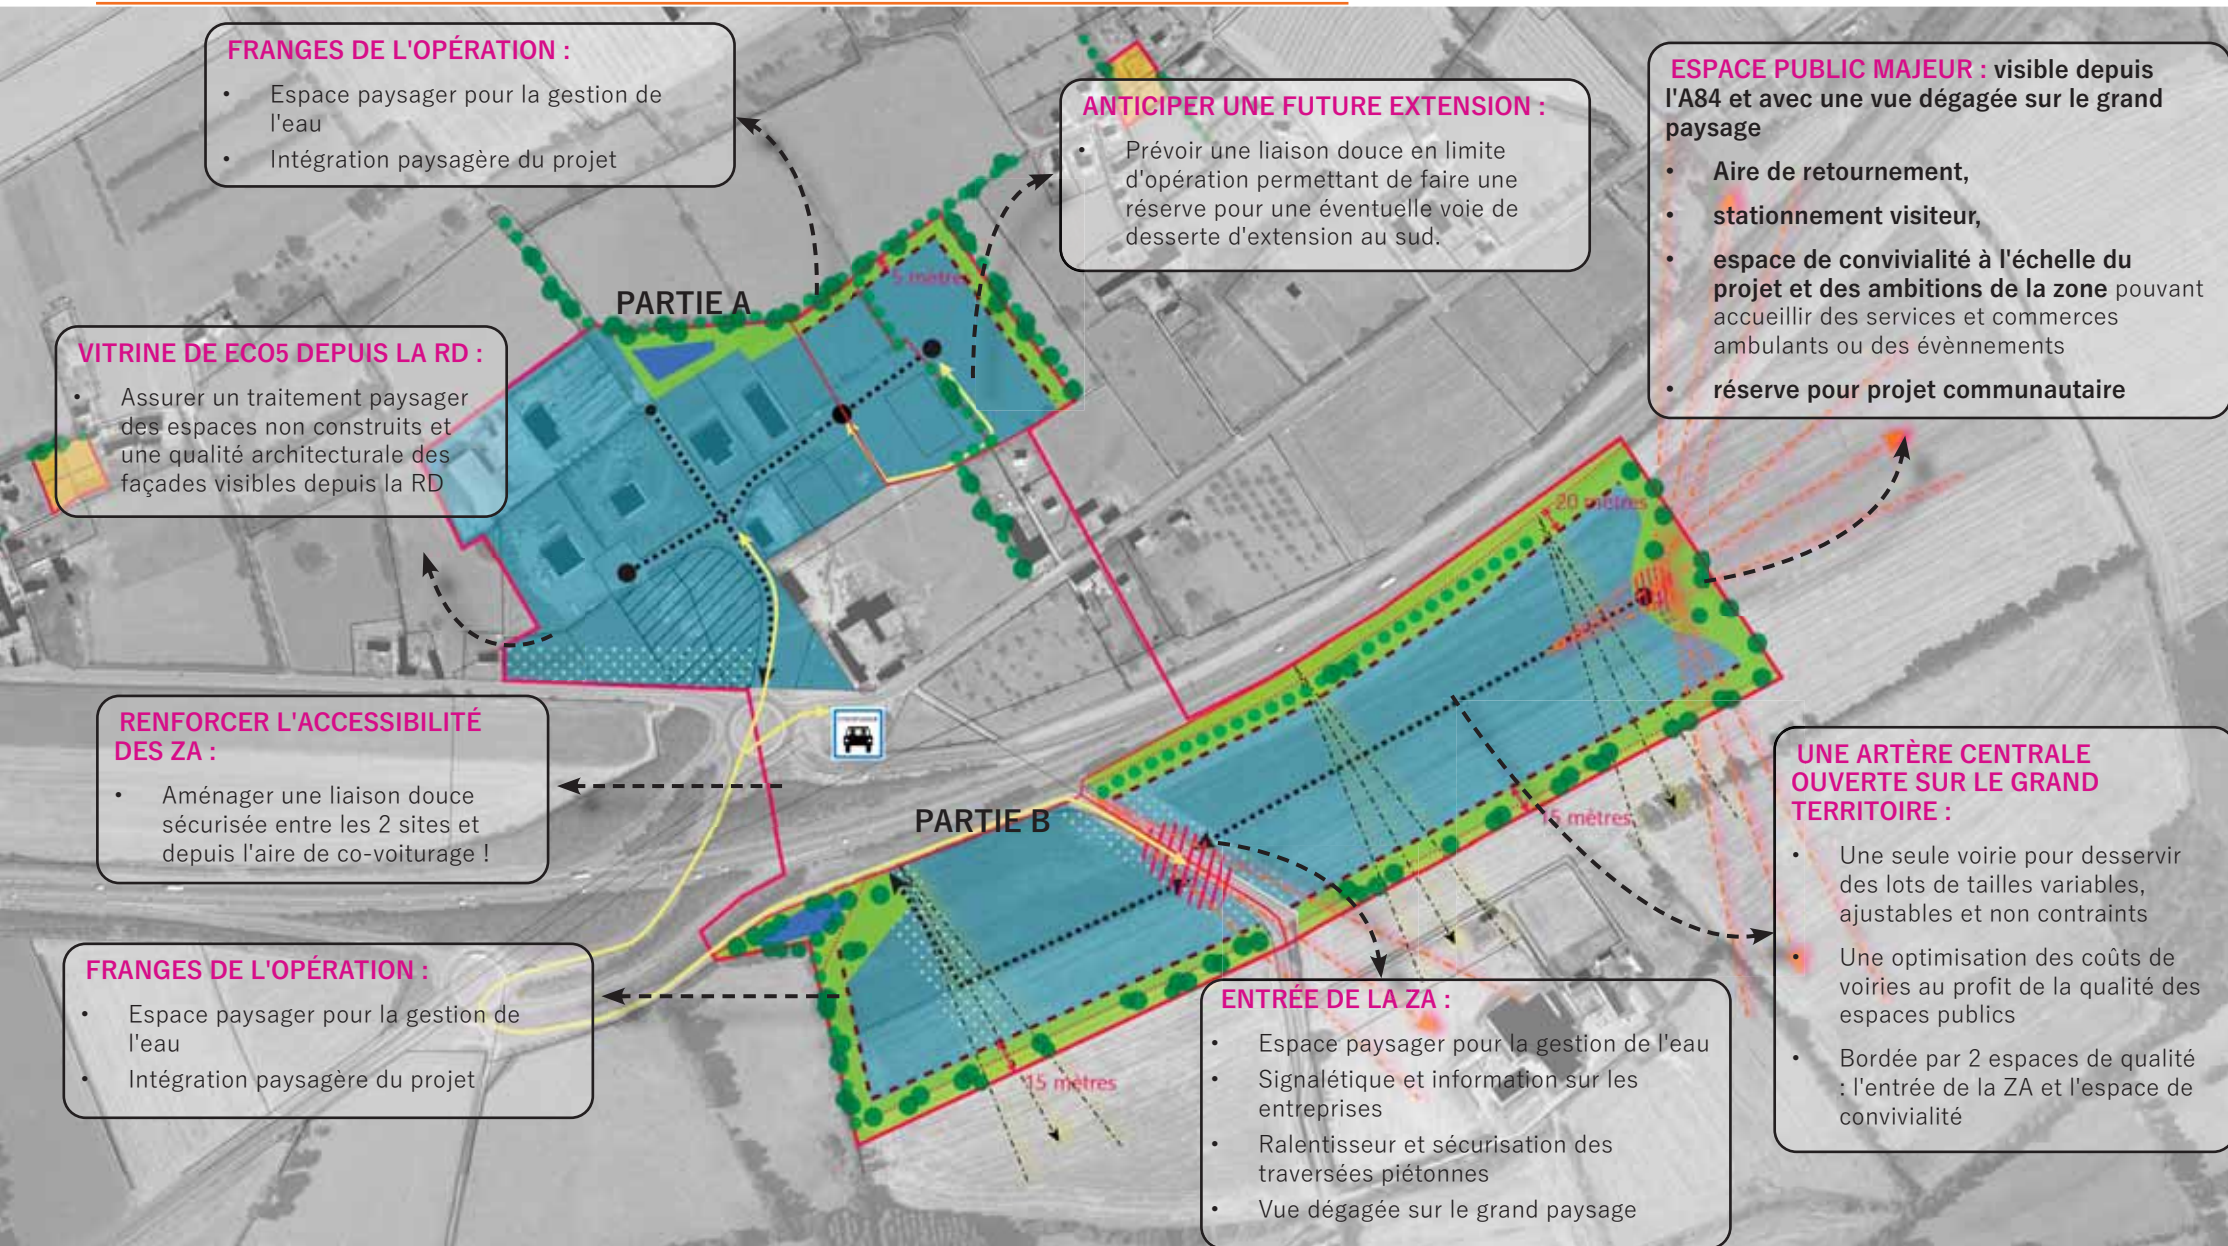 FRANGES DE L'OPÉRATION :
• Espace paysager pour la gestion de
l'eau
• Intégration paysagère du projet
ANTICIPER UNE FUTURE EXTENSION :
• Prévoir une liaison douce en limite
d'opération permettant de faire une
réserve pour une éventuelle voie de
desserte d'extension au sud.
ESPACE PUBLIC MAJEUR : visible depuis
l'A84 et avec une vue dégagée sur le grand
paysage
• Aire de retournement,
• stationnement visiteur,
• espace de convivialité à l'échelle du
projet et des ambitions de la zone pouvant
accueillir des services et commerces
ambulants ou des évènnements
• réserve pour projet communautaire
PARTIE A
5 mètres
VITRINE DE ECO5 DEPUIS LA RD :
• Assurer un traitement paysager
des espaces non construits et
une qualité architecturale des
façades visibles depuis la RD
20 mètres
RENFORCER L'ACCESSIBILITÉ
DES ZA :
• Aménager une liaison douce
sécurisée entre les 2 sites et
depuis l'aire de co-voiturage !
PARTIE B
15 mètres
UNE ARTÈRE CENTRALE
OUVERTE SUR LE GRAND
TERRITOIRE :
• Une seule voirie pour desservir
des lots de tailles variables,
ajustables et non contraints
• Une optimisation des coûts de
voiries au profit de la qualité des
espaces publics
• Bordée par 2 espaces de qualité
: l'entrée de la ZA et l'espace de
convivialité
FRANGES DE L'OPÉRATION :
• Espace paysager pour la gestion de
l'eau
• Intégration paysagère du projet
15 mètres
ENTRÉE DE LA ZA :
• Espace paysager pour la gestion de l'eau
• Signalétique et information sur les
entreprises
• Ralentisseur et sécurisation des
traversées piétonnes
• Vue dégagée sur le grand paysage